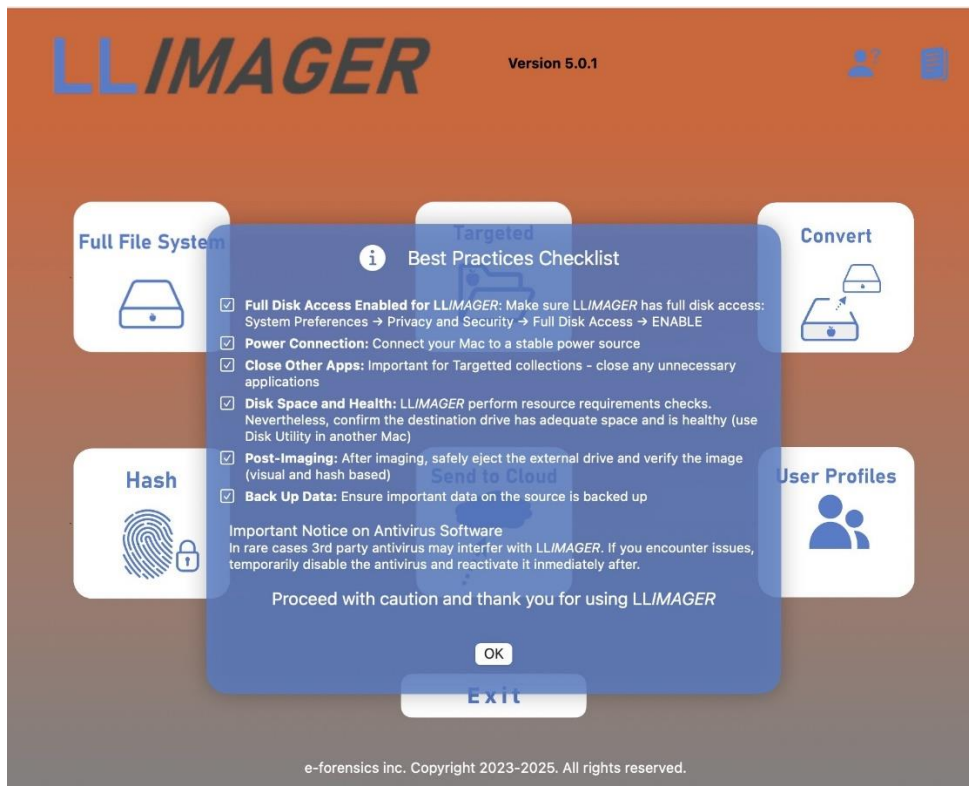 LLIMAGER
Version 5.0.1
?
Full File System
Targeted
Convert
Best Practices Checklist
Full Disk Access Enabled for LLIMAGER: Make sure LLIMAGER has full disk access:
System Preferences → Privacy and Security → Full Disk Access → ENABLE
Power Connection: Connect your Mac to a stable power source
Close Other Apps: Important for Targetted collections - close any unnecessary
applications
Disk Space and Health: LLIMAGER perform resource requirements checks.
Nevertheless, confirm the destination drive has adequate space and is healthy (use
Disk Utility in another Mac)
Post-Imaging: After imaging, safely eject the external drive and verify the image
(visual and hash based)
Back Up Data: Ensure important data on the source is backed up
Hash
Send to Cloud
User Profiles
Important Notice on Antivirus Software
In rare cases 3rd party antivirus may interfer with LLIMAGER. If you encounter issues,
temporarily disable the antivirus and reactivate it inmediately after.
Proceed with caution and thank you for using LLIMAGER
OK
Exit
e-forensics inc. Copyright 2023-2025. All rights reserved.